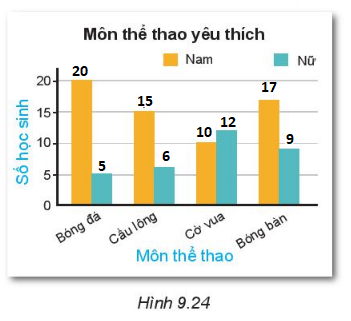 Môn thể thao yêu thích
Nam
Nữ
Số học sinh
20
15
10
5
0
20
5
15
6
10
12
17
9
Bóng đá
Cầu lông
Cờ vua
Bóng bàn
Môn thể thao
Hình 9.24